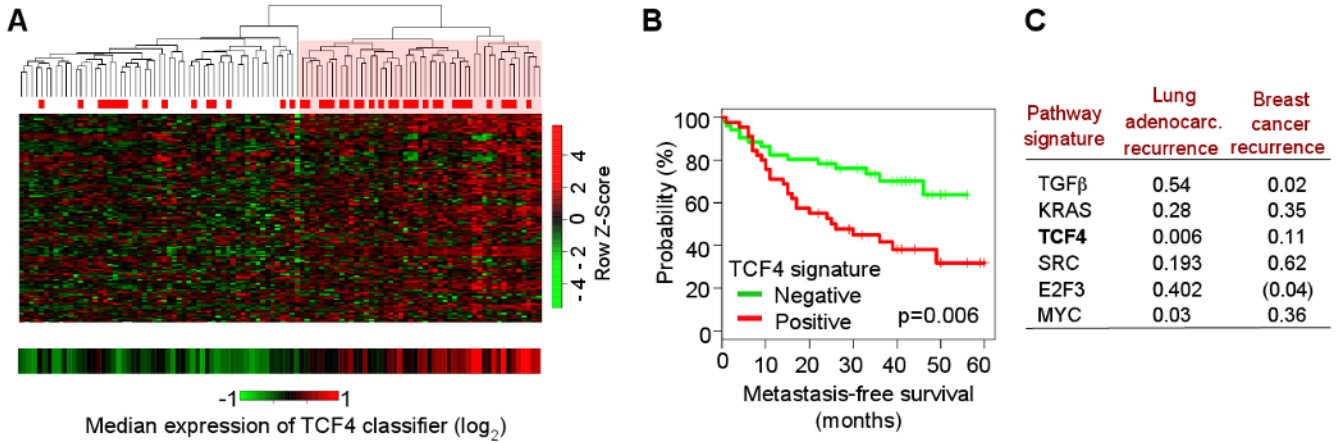 A
4
2
0
- 2
- 4
Row Z-Score
-1
1
Median expression of TCF4 classifier (log2)
B
100
80
60
40
20
0
Probability (%)
TCF4 signature
Negative
Positive
p=0.006
0 10 20 30 40 50 60
Metastasis-free survival
(months)
C
Pathway signature Lung adenocarc. recurrence Breast cancer recurrence
TGFβ 0.54 0.02
KRAS 0.28 0.35
TCF4 0.006 0.11
SRC 0.193 0.62
E2F3 0.402 (0.04)
MYC 0.03 0.36